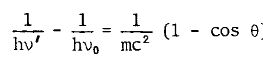 1/hν′ - 1/hν₀ = 1/mc² (1 - cos θ)